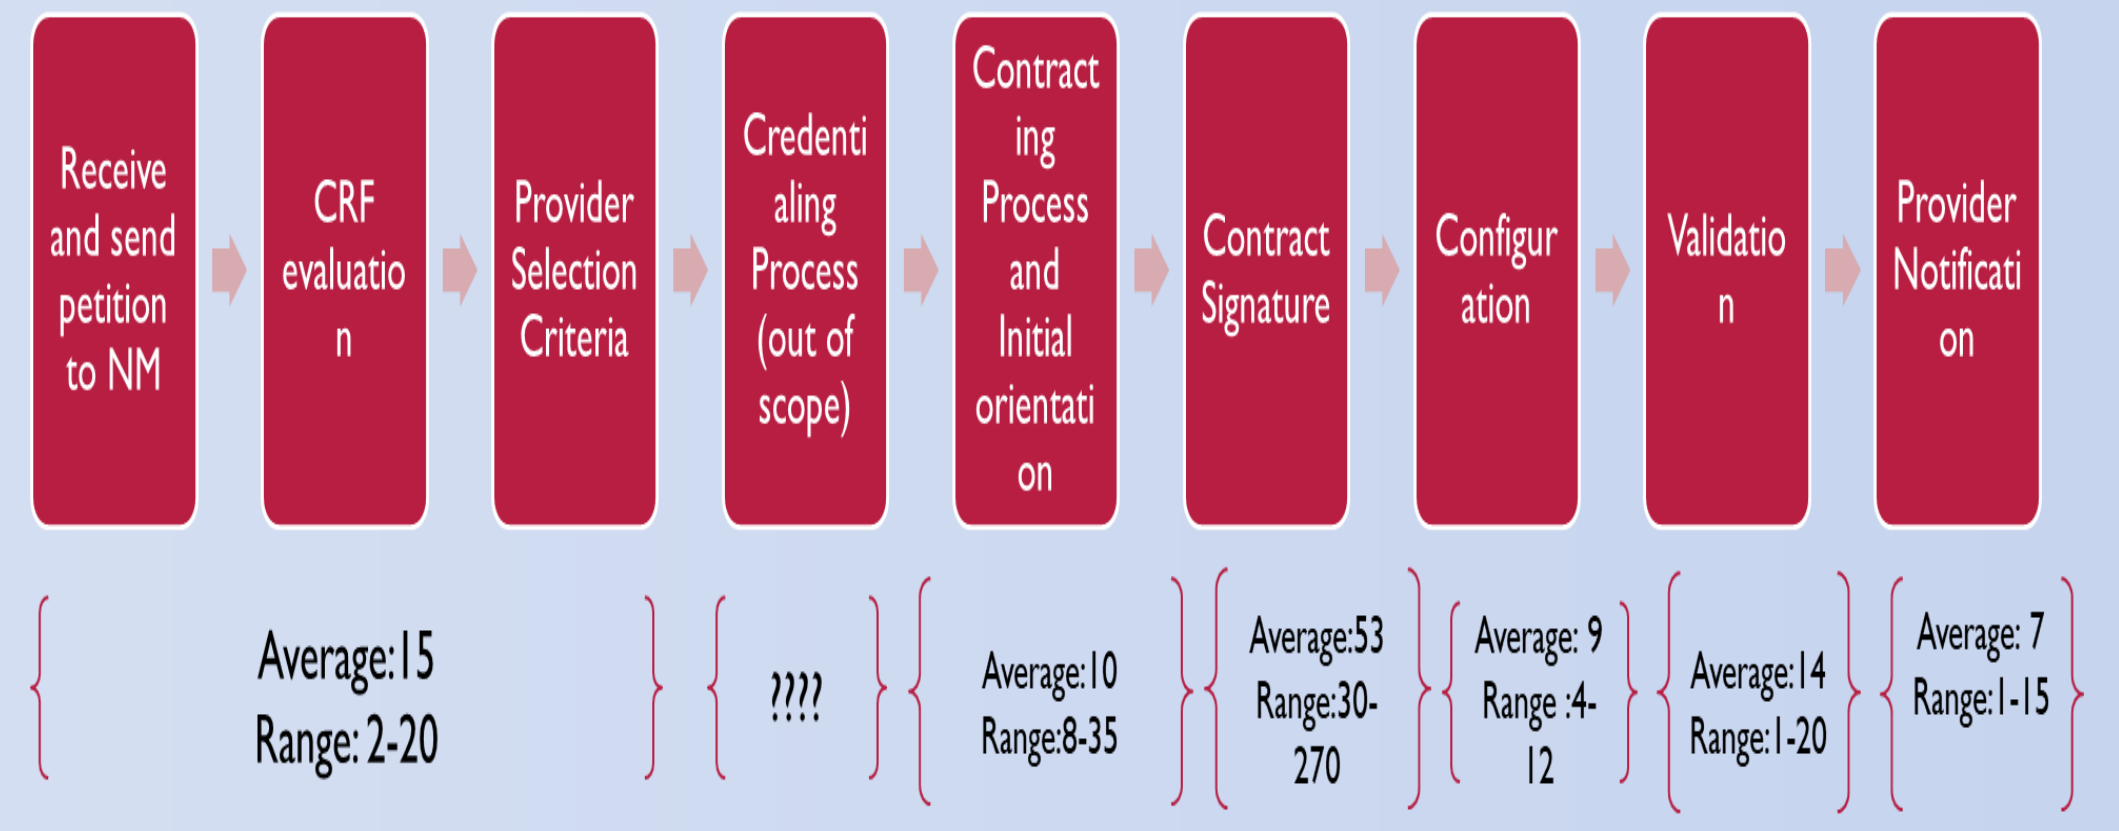 Receive
and send
petition
to NM
CRF
evaluatio
n
Provider
Selection
Criteria
Credenti
aling
Process
(out of
scope)
Contract
ing
Process
and
Initial
orientati
on
Contract
Signature
Configur
ation
Validatio
n
Provider
Notificati
on
Average:15
Range: 2-20
????
Average:10
Range:8-35
Average:53
Range:30-
270
Average: 9
Range :4-
12
Average:14
Range:1-20
Average: 7
Range:1-15